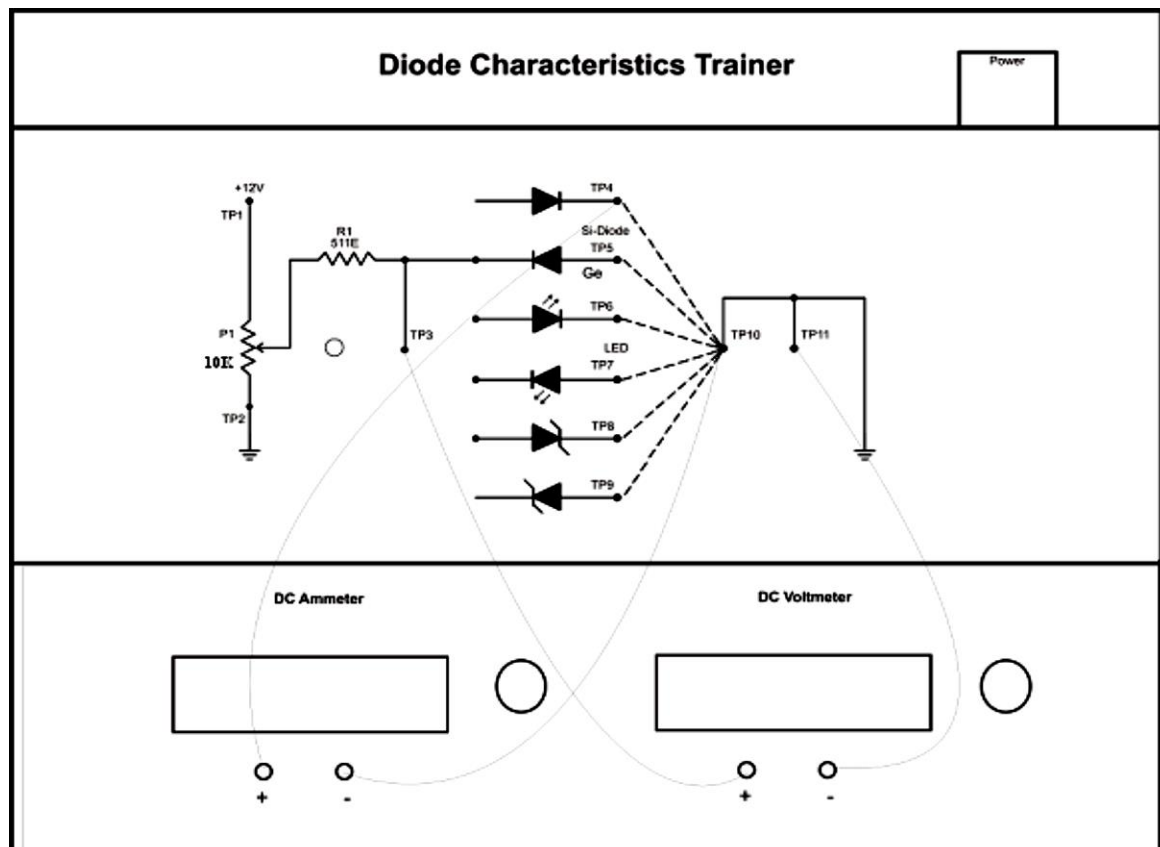 Diode Characteristics Trainer
Power
+12V
TP1
TP4
R1
511E
Si-Diode
TP5
Ge
TP6
P1
10K
TP3
LED
TP10
TP11
TP7
TP2
TP8
TP9
DC Ammeter
DC Voltmeter
+
-
+
-